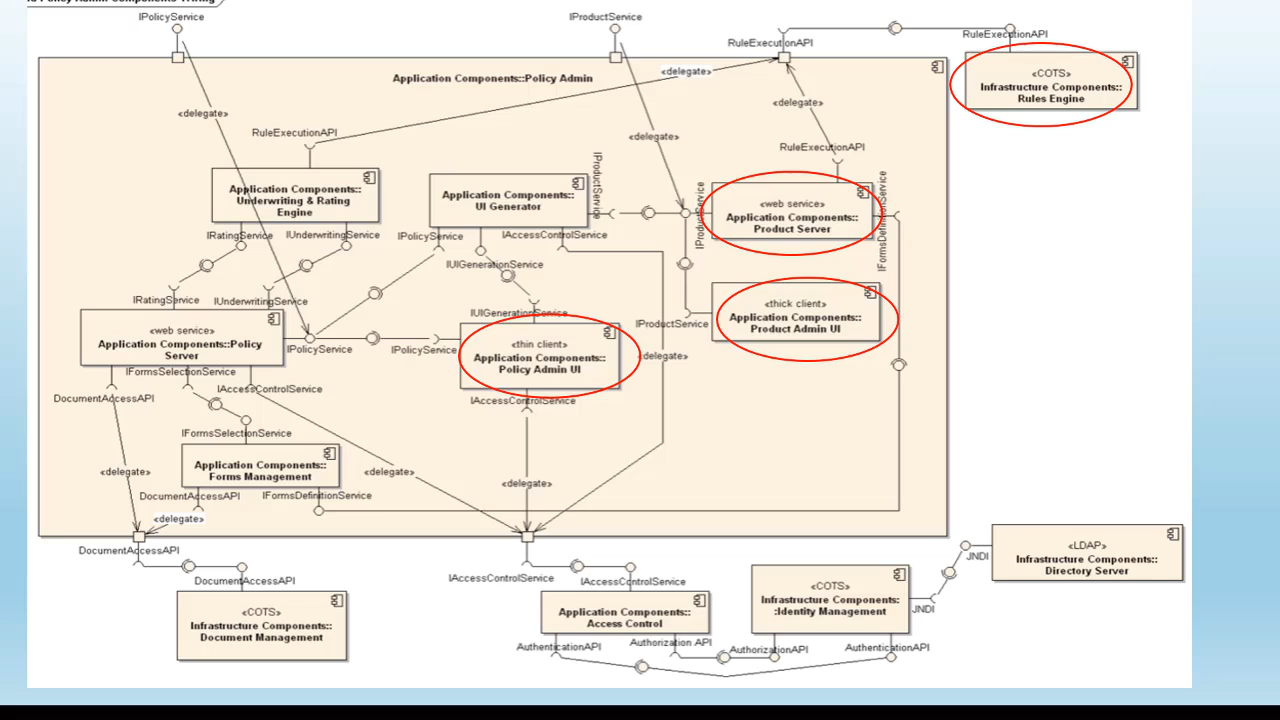 Policy Admin Components Wiring
IPolicyService
IProductService
RuleExecutionAPI
RuleExecutionAPI
«COTS»
Infrastructure Components::
Rules Engine
Application Components::Policy Admin
«delegate»
«delegate»
«delegate»
«delegate»
RuleExecutionAPI
RuleExecutionAPI
Application Components::
Underwriting & Rating
Engine
Application Components::
UI Generator
IProductService
IProductService
«web service»
Application Components::
Product Server
IFormsDefinitionService
IRatingService
IUnderwritingService
IPolicyService
IAccessControlService
IUIGenerationService
«thick client»
Application Components::
Product Admin UI
IProductService
IRatingService
IUnderwritingService
IUIGenerationService
«web service»
Application Components::Policy
Server
IPolicyService
IPolicyService
«thin client»
Application Components::
Policy Admin UI
«delegate»
IFormsSelectionService
IAccessControlService
DocumentAccessAPI
IAccessControlService
IFormsSelectionService
Application Components::
Forms Management
«delegate»
«delegate»
«delegate»
DocumentAccessAPI
IFormsDefinitionService
«delegate»
DocumentAccessAPI
DocumentAccessAPI
IAccessControlService
IAccessControlService
«COTS»
Infrastructure Components::
Document Management
Application Components::
Access Control
«COTS»
Infrastructure Components:
:Identity Management
JNDI
JNDI
«LDAP»
Infrastructure Components::
Directory Server
AuthenticationAPI
Authorization API
AuthorizationAPI
AuthenticationAPI